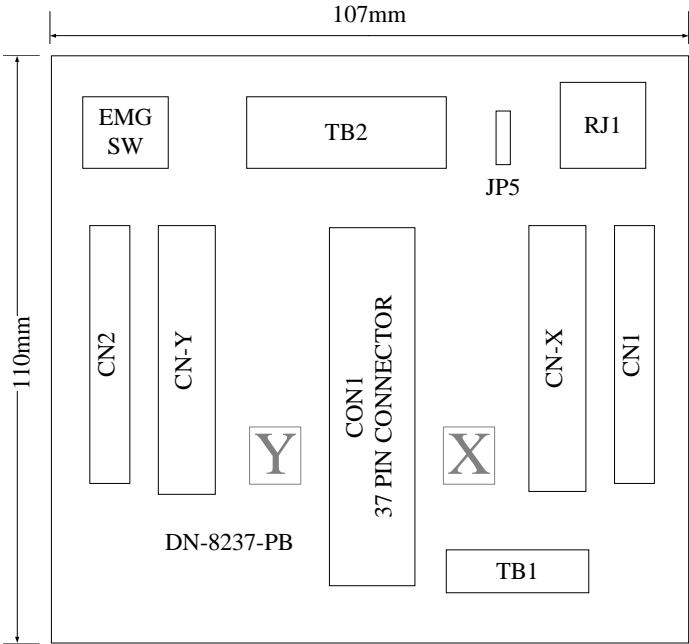 107mm
EMG
SW
TB2
JP5
RJ1
110mm
CN2
CN-Y
CON1
37 PIN CONNECTOR
CN-X
CN1
Y
X
DN-8237-PB
TB1